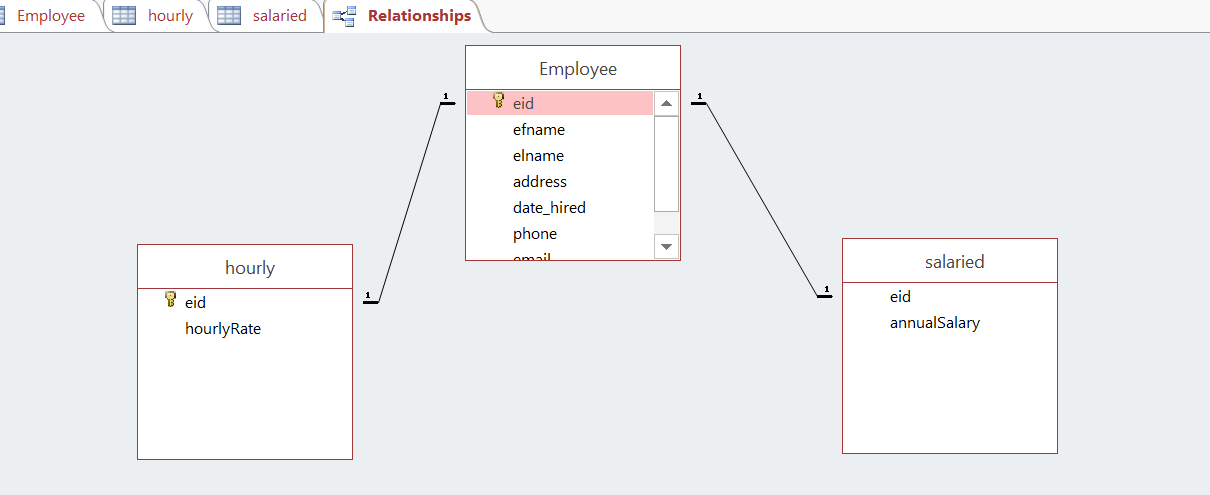 Employee hourly salaried Relationships
Employee
eid
efname
elname
address
date_hired
phone
email
1
1
hourly
eid
hourlyRate
1
salaried
eid
annualSalary
1